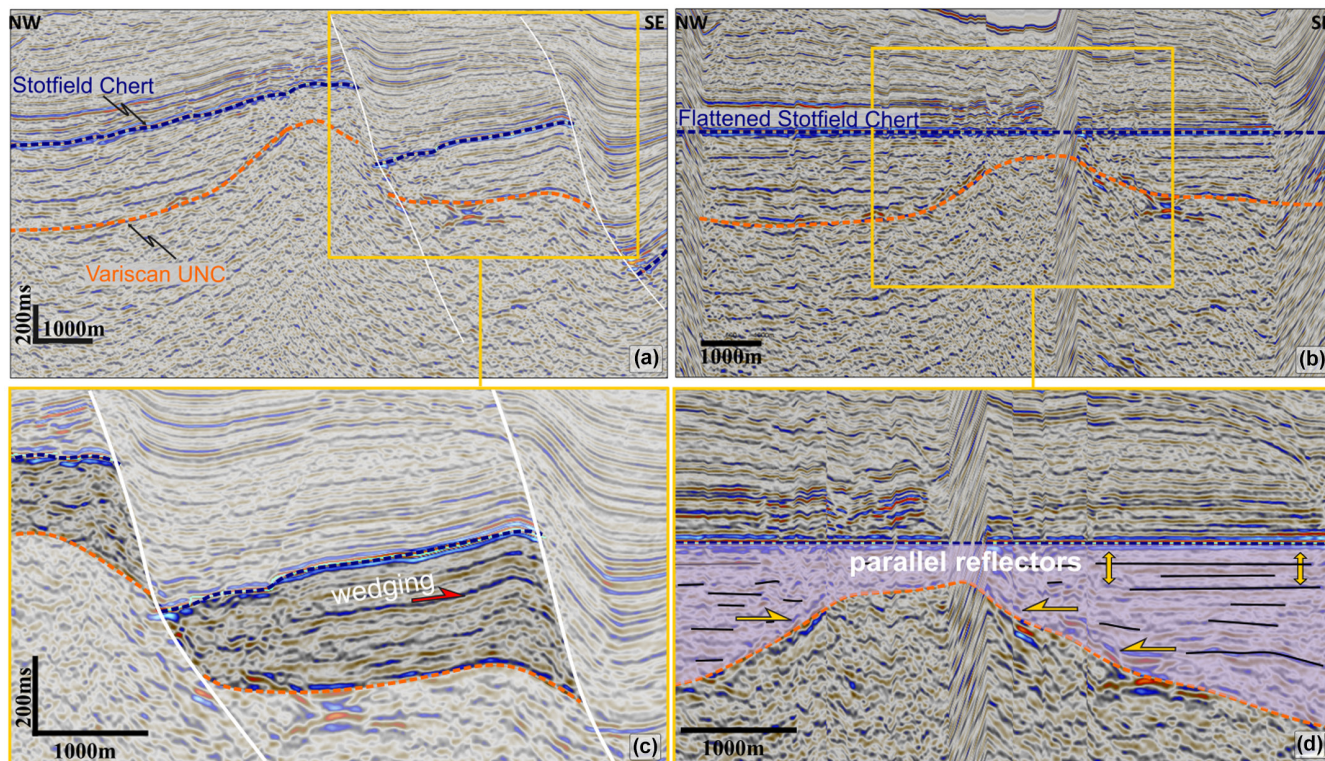 NW
SE
Stotfield Chert
Variscan UNC
200ms
1000m
(a)
NW
SE
Flattened Stotfield Chert
1000m
(b)
wedging
200ms
1000m
(c)
parallel reflectors
1000m
(d)